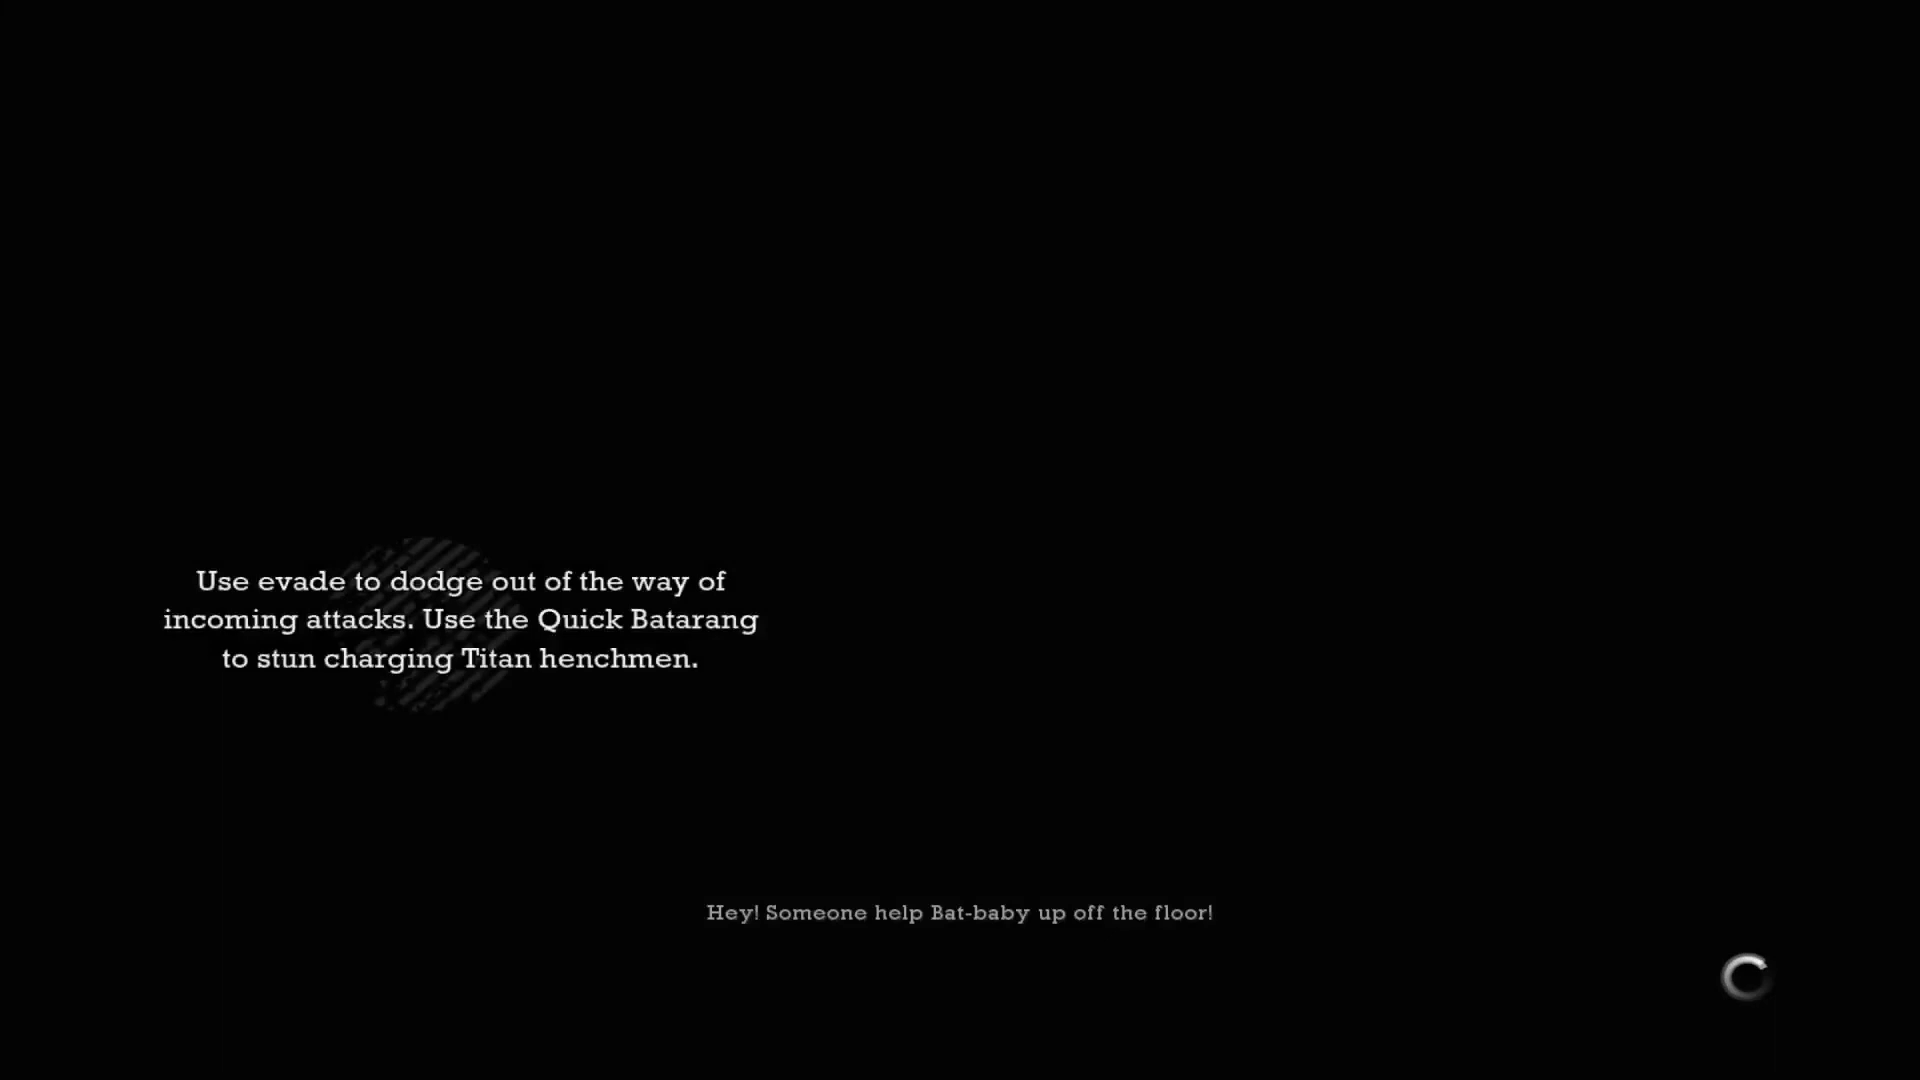 Use evade to dodge out of the way of
incoming attacks. Use the Quick Batarang
to stun charging Titan henchmen.
Hey! Someone help Bat-baby up off the floor!